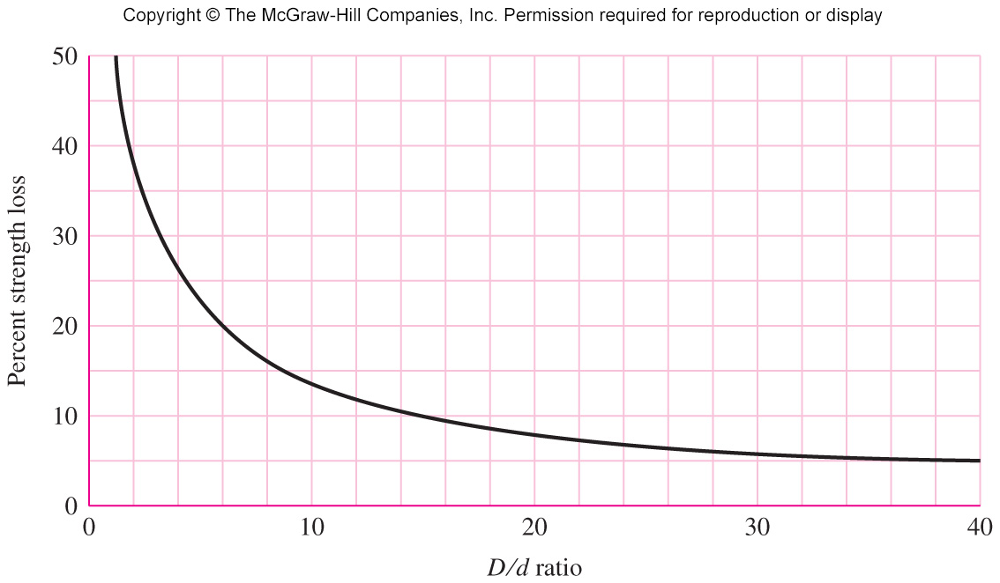 Copyright © The McGraw-Hill Companies, Inc. Permission required for reproduction or display
50
40
30
20
10
0
Percent strength loss
0 10 20 30 40
D/d ratio